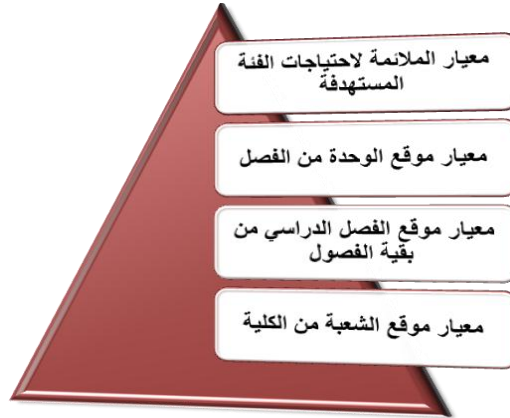 معيار الملائمة لاحتياجات الفئة
المستهدفة
معيار موقع الوحدة من الفصل
معيار موقع الفصل الدراسي من
بقية الفصول
معيار موقع الشعبة من الكلية